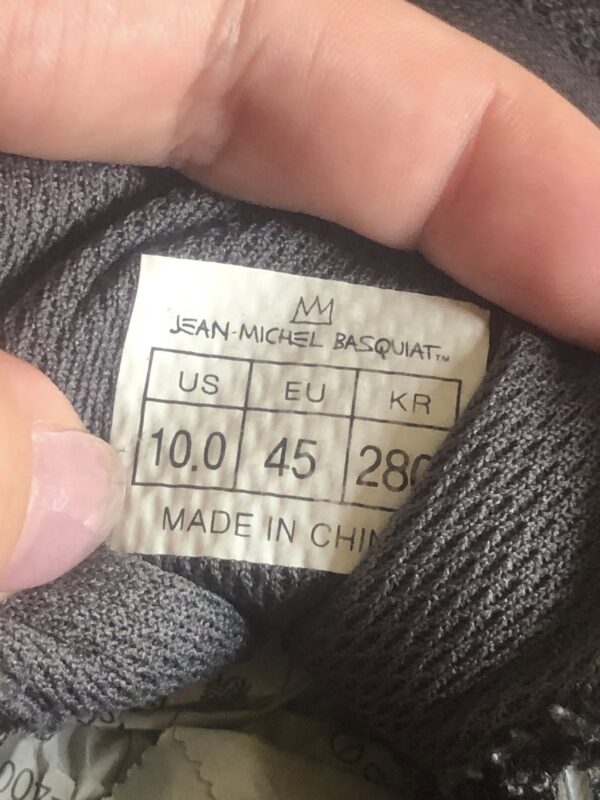 JEAN-MICHEL BASQUIAT™
US EU KR
10.0 45 280
MADE IN CHIN